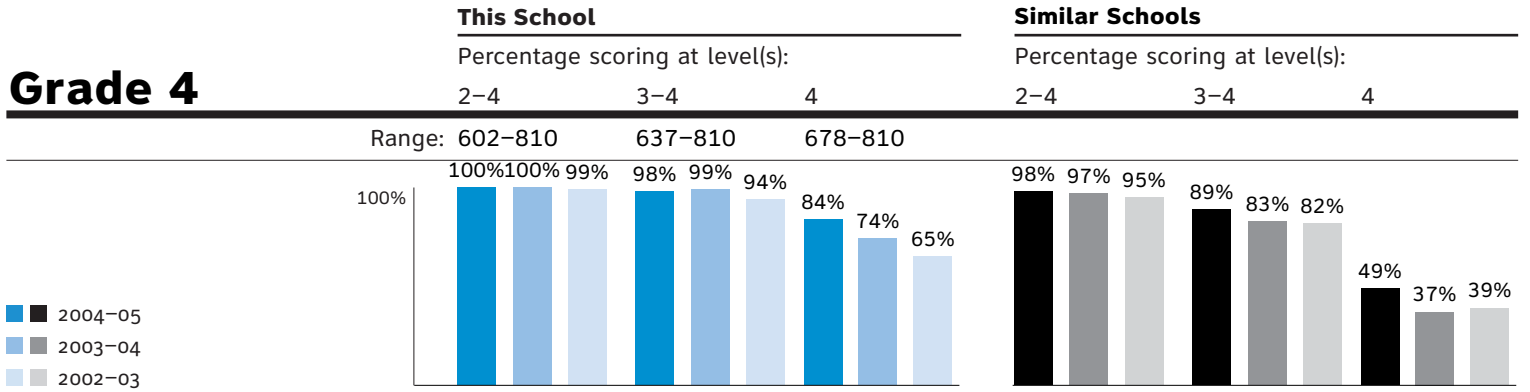 This School Similar Schools
Percentage scoring at level(s): Percentage scoring at level(s):
Grade 4 2–4 3–4 4 2–4 3–4 4
Range: 602–810 637–810 678–810
100% 100% 99% 98% 99% 94% 84% 74% 65% 98% 97% 95% 89% 83% 82% 49% 37% 39%
100%
2004–05
2003–04
2002–03